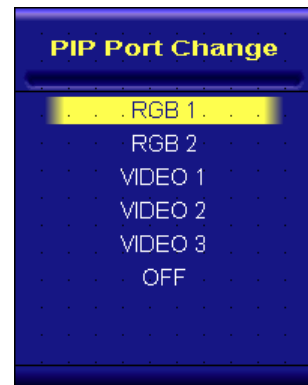 PIP Port Change
RGB 1
RGB 2
VIDEO 1
VIDEO 2
VIDEO 3
OFF